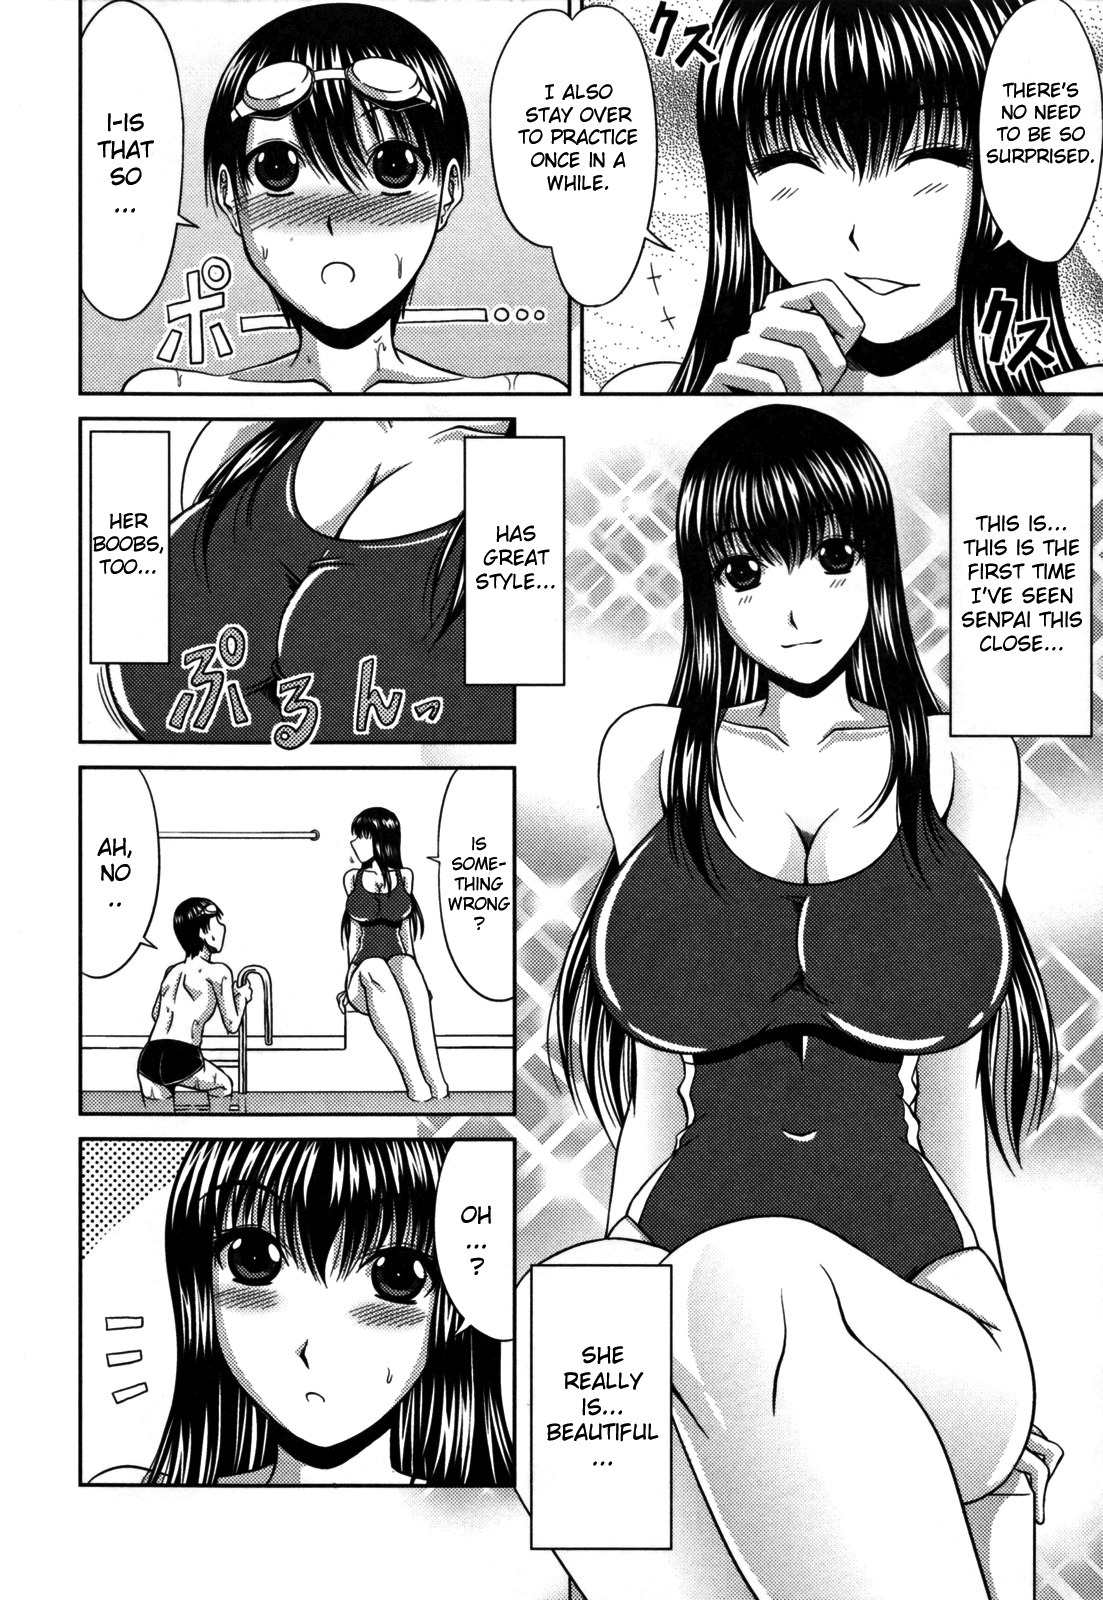 THERE'S
NO NEED
TO BE SO
SURPRISED.
クス
クス
I ALSO
STAY OVER
TO PRACTICE
ONCE IN A
WHILE.
I-IS
THAT
SO
...
ポー...
THIS IS...
THIS IS THE
FIRST TIME
I'VE SEEN
SENPAI THIS
CLOSE...
HAS
GREAT
STYLE...
HER
BOOBS,
TOO...
ぷるんっ
SHE
REALLY
IS...
BEAUTIFUL
...
IS
SOME-
THING
WRONG
?
AH,
NO
..
OH
...
?